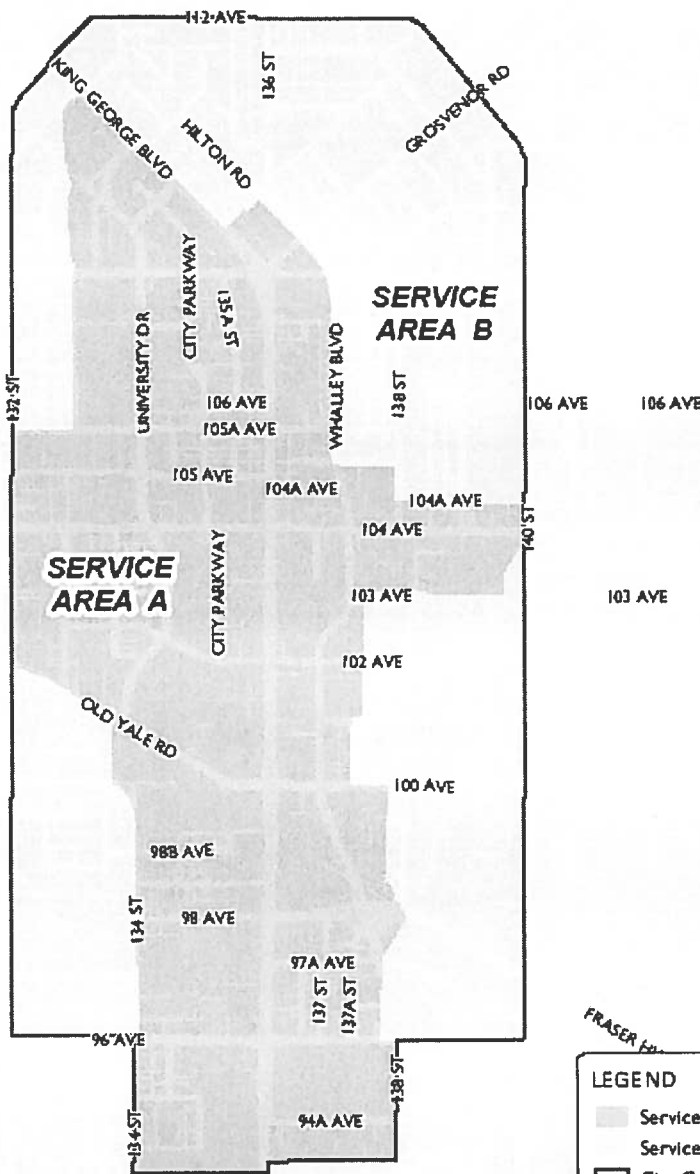 112 AVE
KING GEORGE BLVD
136 ST
HILTON RD
GROSVENOR RD
CITY PARKWAY
135A ST
SERVICE
AREA B
UNIVERSITY DR
WHALLEY BLVD
138 ST
132 ST
106 AVE
106 AVE
106 AVE
105A AVE
105 AVE
104A AVE
104A AVE
104 AVE
140 ST
SERVICE
AREA A
CITY PARKWAY
103 AVE
103 AVE
102 AVE
OLD YALE RD
100 AVE
98B AVE
134 ST
98 AVE
97A AVE
137 ST
137A ST
96 AVE
FRASER
138 ST
LEGEND
Service
Service
134 ST
94A AVE